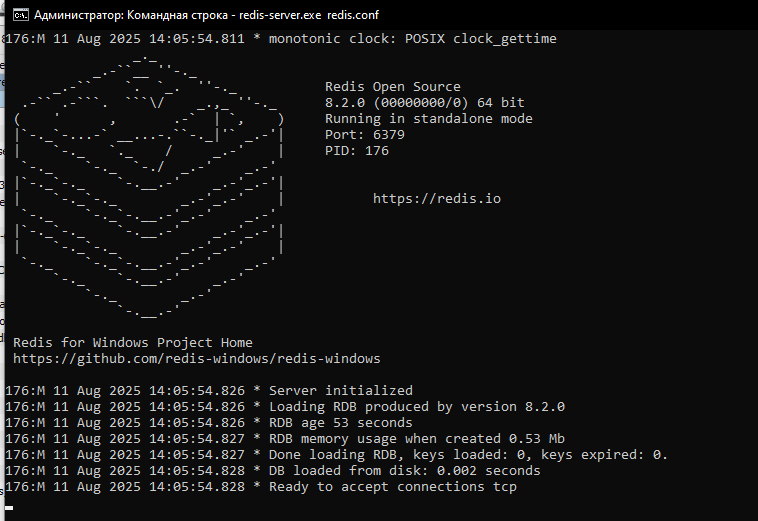 Администратор: Командная строка - redis-server.exe redis.conf
176:M 11 Aug 2025 14:05:54.811 * monotonic clock: POSIX clock_gettime
Redis Open Source
8.2.0 (00000000/0) 64 bit
Running in standalone mode
Port: 6379
PID: 176
https://redis.io
Redis for Windows Project Home
https://github.com/redis-windows/redis-windows
176:M 11 Aug 2025 14:05:54.826 * Server initialized
176:M 11 Aug 2025 14:05:54.826 * Loading RDB produced by version 8.2.0
176:M 11 Aug 2025 14:05:54.826 * RDB age 53 seconds
176:M 11 Aug 2025 14:05:54.827 * RDB memory usage when created 0.53 Mb
176:M 11 Aug 2025 14:05:54.827 * Done loading RDB, keys loaded: 0, keys expired: 0.
176:M 11 Aug 2025 14:05:54.828 * DB loaded from disk: 0.002 seconds
176:M 11 Aug 2025 14:05:54.828 * Ready to accept connections tcp